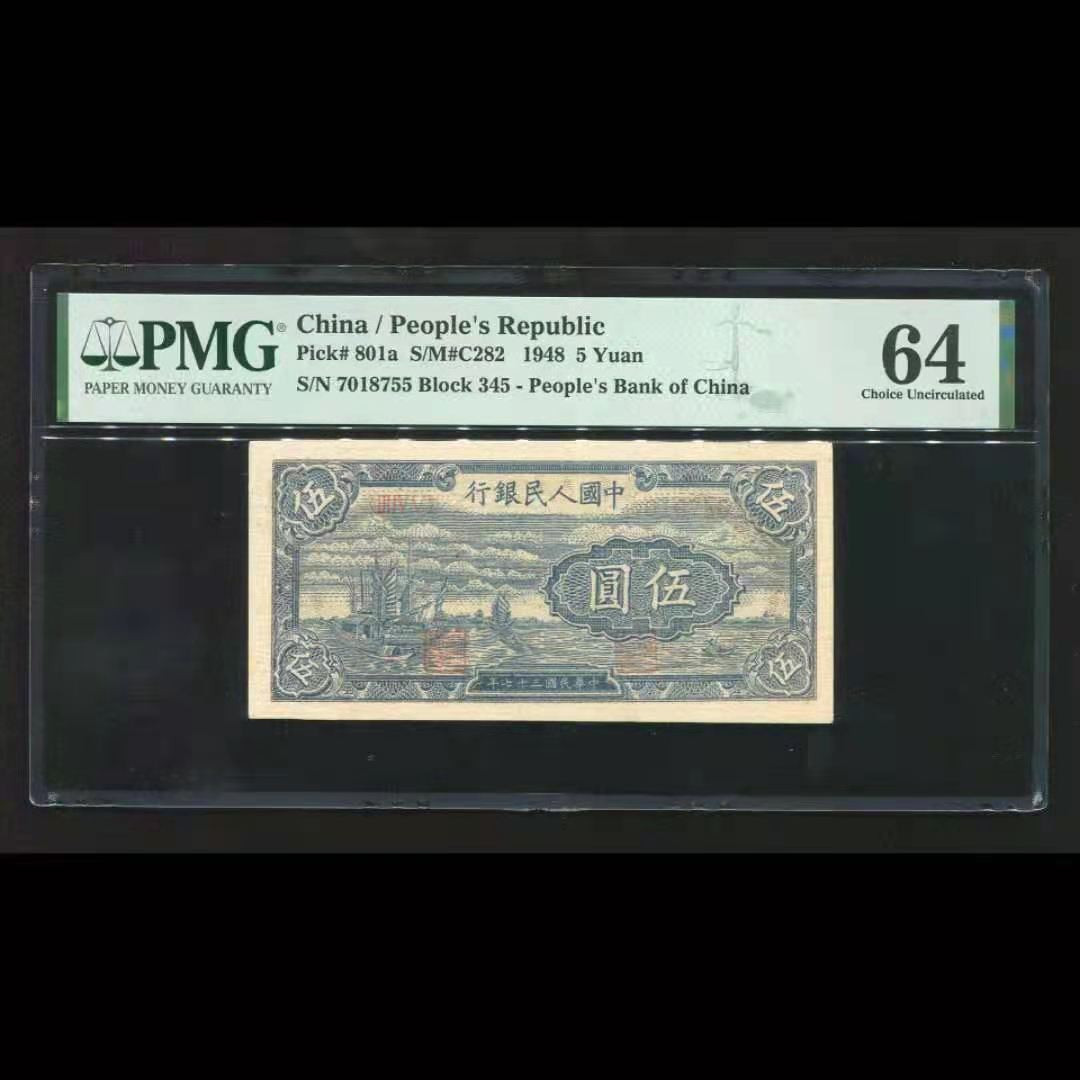 PMG®
PAPER MONEY GUARANTY
China / People's Republic
Pick# 801a S/M#C282 1948 5 Yuan
S/N 7018755 Block 345 - People's Bank of China
64
Choice Uncirculated
中國人民銀行
伍
伍
伍圓
伍
伍
中華民國三十七年